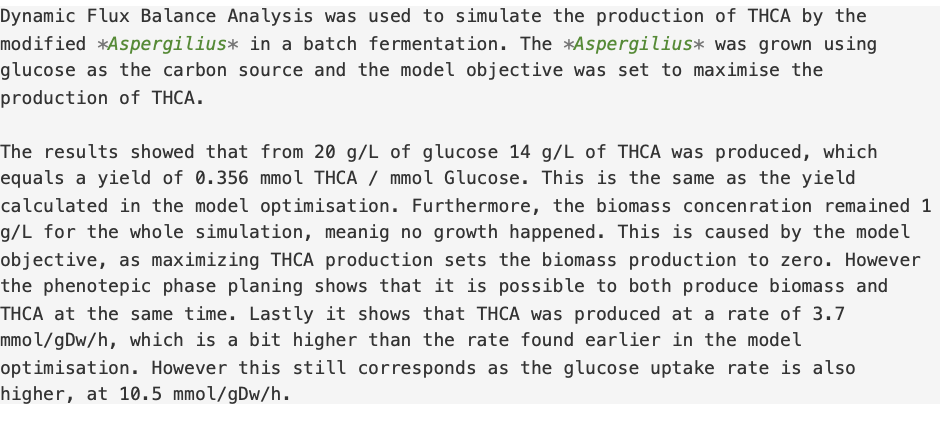 Dynamic Flux Balance Analysis was used to simulate the production of THCA by the
modified *Aspergilius* in a batch fermentation. The *Aspergilius* was grown using
glucose as the carbon source and the model objective was set to maximise the
production of THCA.
The results showed that from 20 g/L of glucose 14 g/L of THCA was produced, which
equals a yield of 0.356 mmol THCA / mmol Glucose. This is the same as the yield
calculated in the model optimisation. Furthermore, the biomass concenration remained 1
g/L for the whole simulation, meanig no growth happened. This is caused by the model
objective, as maximizing THCA production sets the biomass production to zero. However
the phenotepic phase planing shows that it is possible to both produce biomass and
THCA at the same time. Lastly it shows that THCA was produced at a rate of 3.7
mmol/gDw/h, which is a bit higher than the rate found earlier in the model
optimisation. However this still corresponds as the glucose uptake rate is also
higher, at 10.5 mmol/gDw/h.